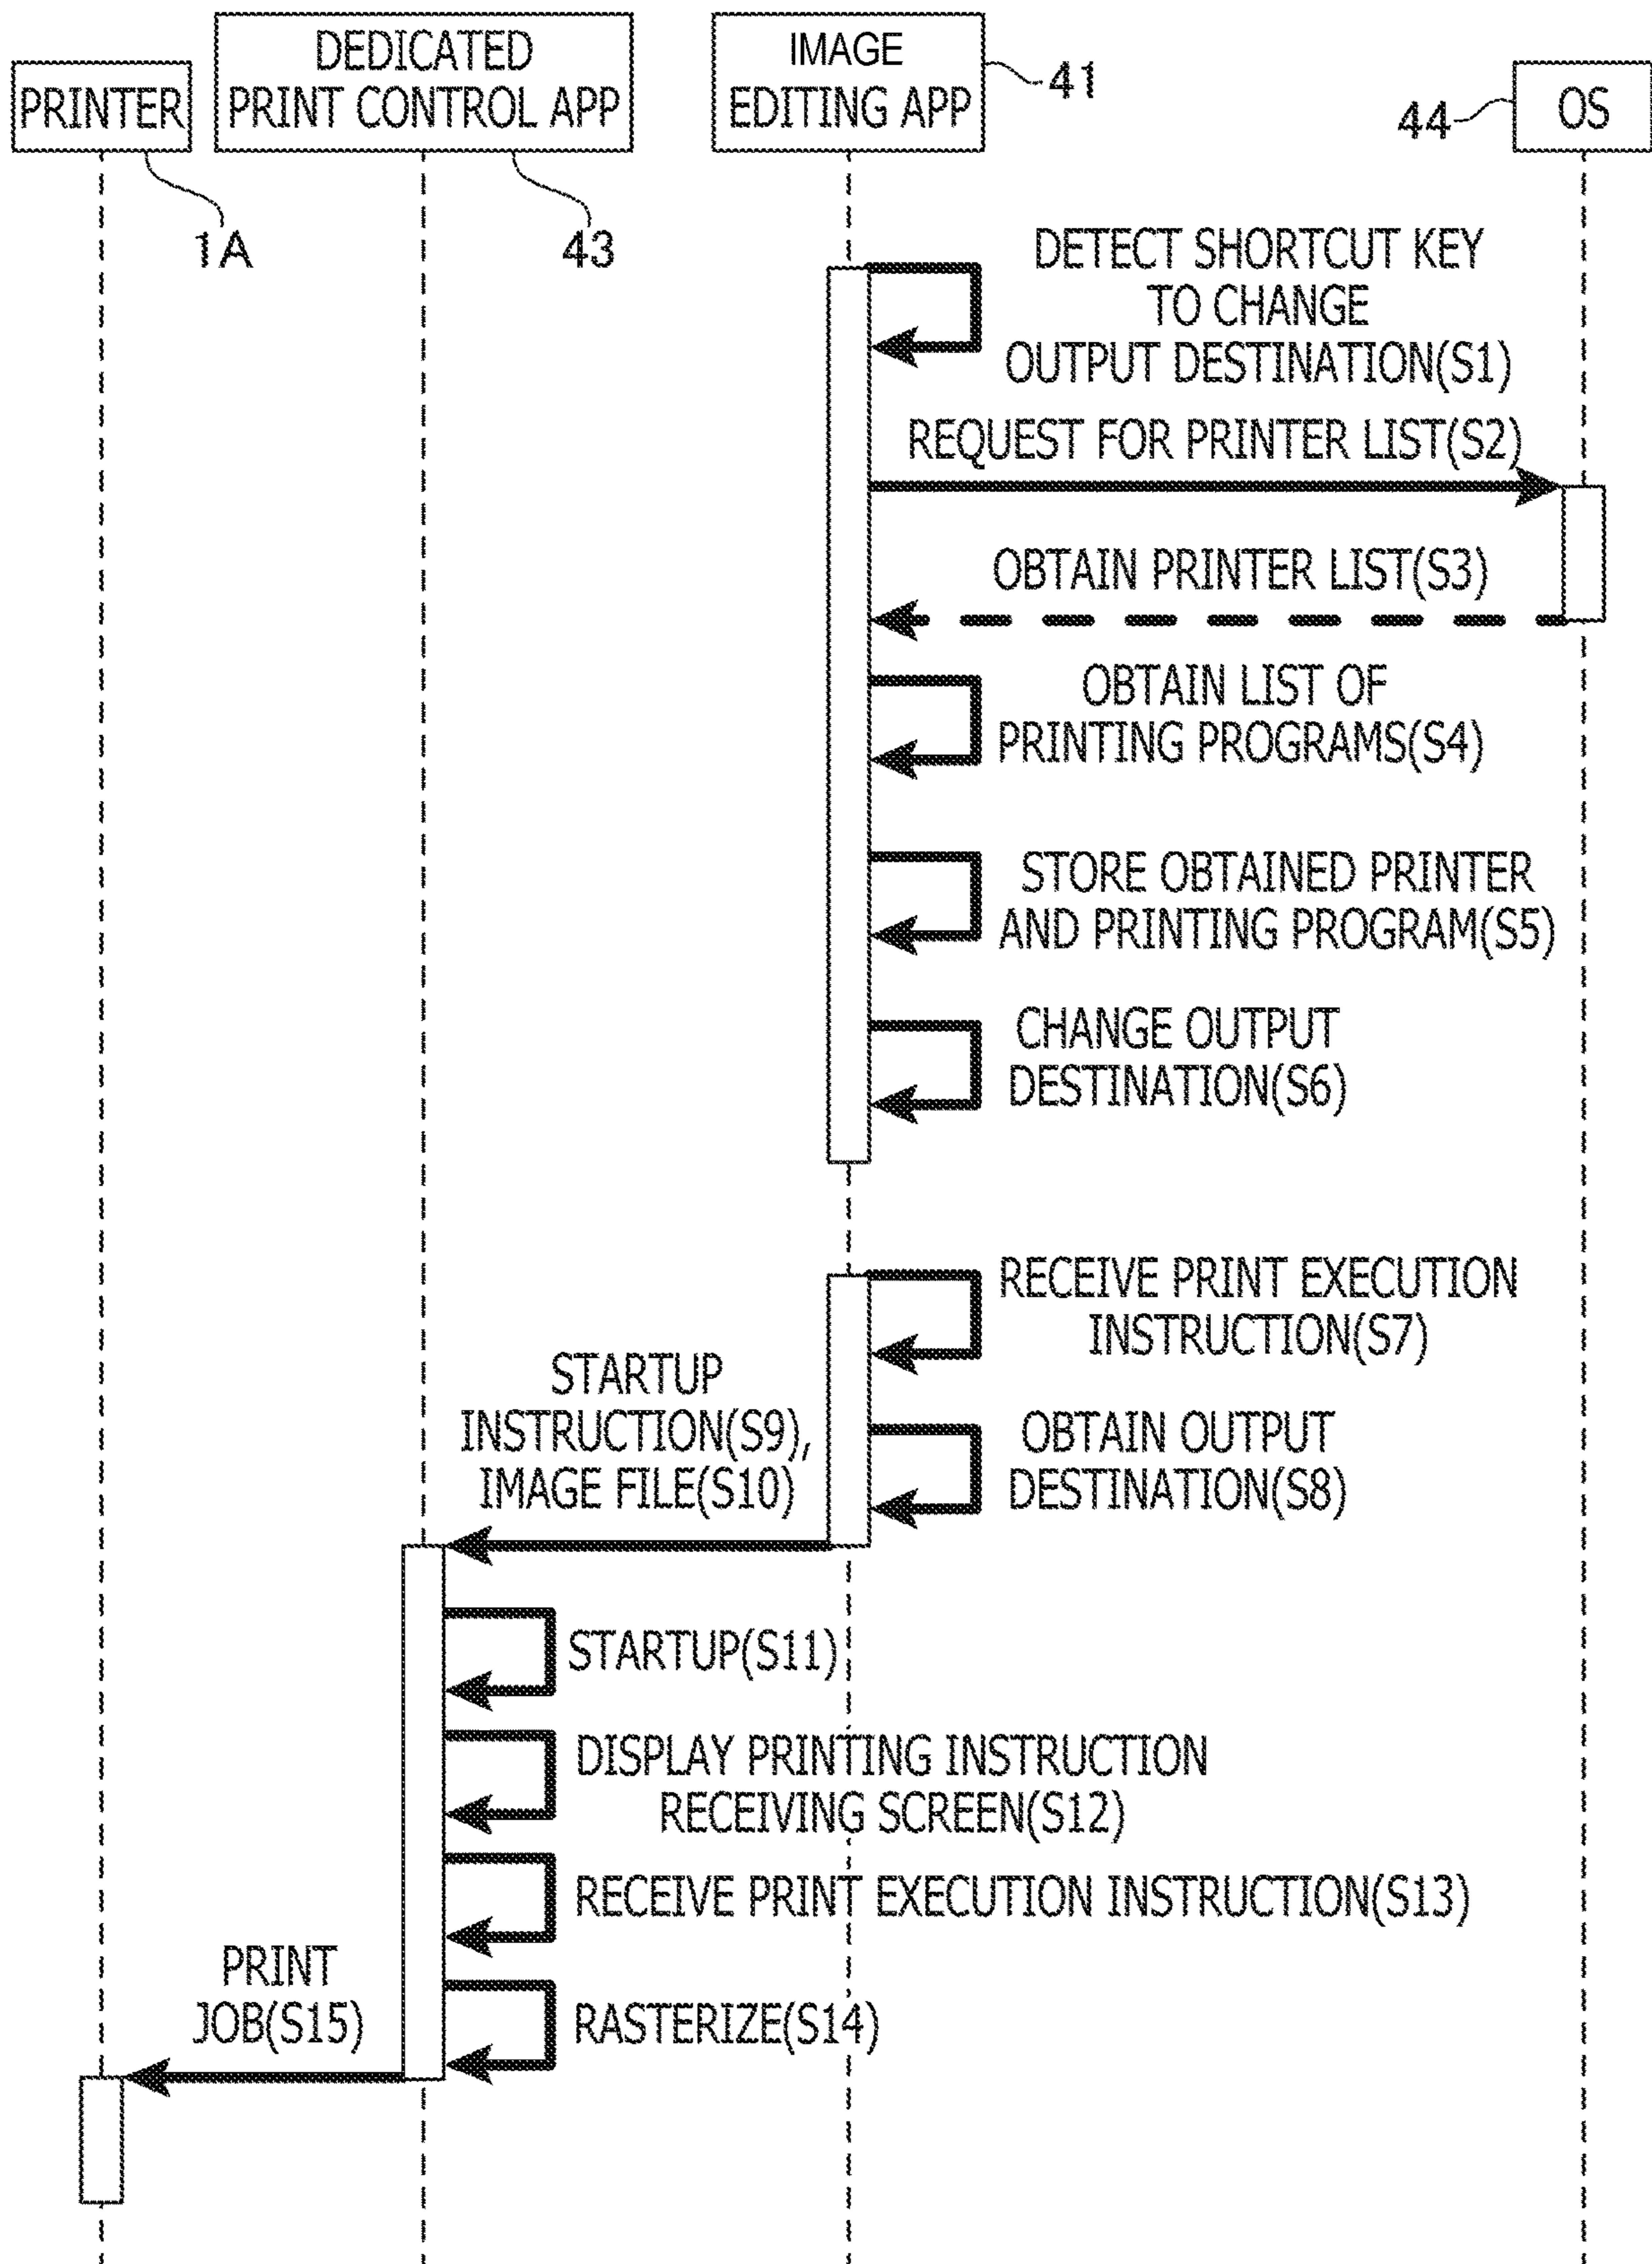 PRINTER
DEDICATED
PRINT CONTROL APP
IMAGE
EDITING APP
41
44
OS
1A
43
DETECT SHORTCUT KEY
TO CHANGE
OUTPUT DESTINATION(S1)
REQUEST FOR PRINTER LIST(S2)
OBTAIN PRINTER LIST(S3)
OBTAIN LIST OF
PRINTING PROGRAMS(S4)
STORE OBTAINED PRINTER
AND PRINTING PROGRAM(S5)
CHANGE OUTPUT
DESTINATION(S6)
RECEIVE PRINT EXECUTION
INSTRUCTION(S7)
OBTAIN OUTPUT
DESTINATION(S8)
STARTUP
INSTRUCTION(S9),
IMAGE FILE(S10)
STARTUP(S11)
DISPLAY PRINTING INSTRUCTION
RECEIVING SCREEN(S12)
RECEIVE PRINT EXECUTION INSTRUCTION(S13)
RASTERIZE(S14)
PRINT
JOB(S15)